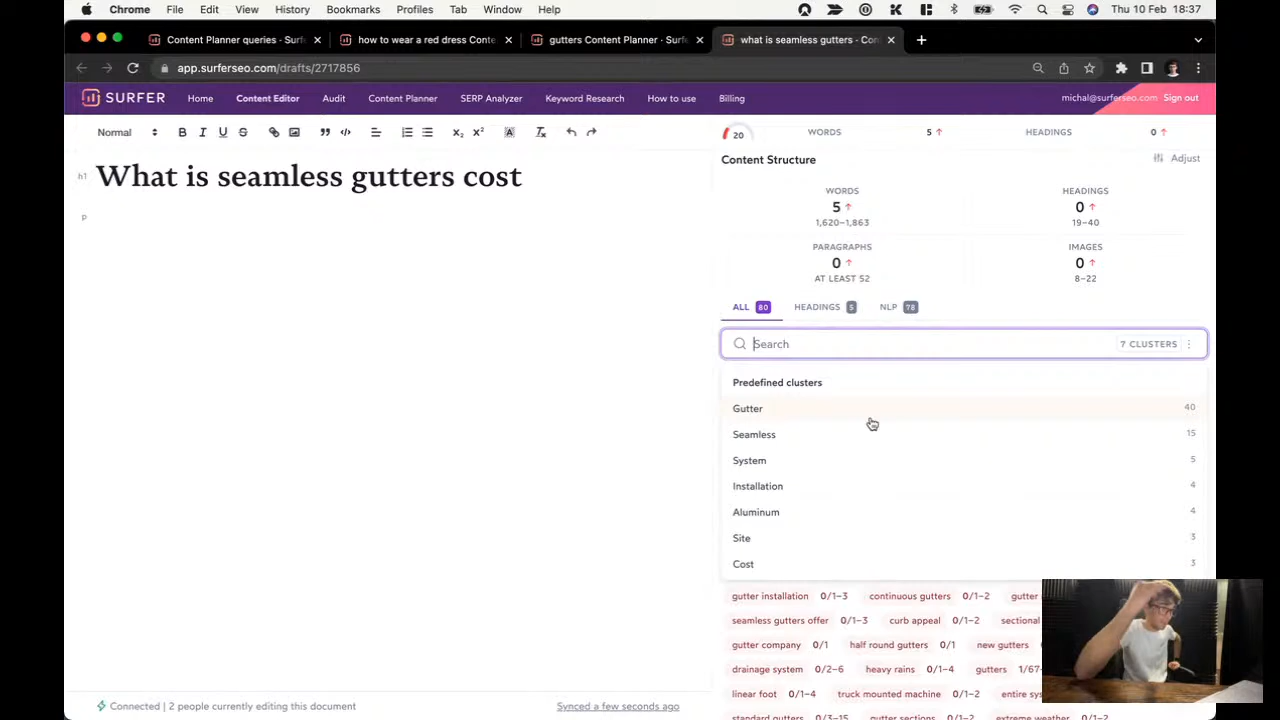 Chrome File Edit View History Bookmarks Profiles Tab Window Help Thu 10 Feb 18:37
Content Planner queries - Surf how to wear a red dress Conte gutters Content Planner · Surfe what is seamless gutters - Con
app.surferseo.com/drafts/2717856
SURFER Home Content Editor Audit Content Planner SERP Analyzer Keyword Research How to use Billing michal@surferseo.com Sign out
Normal B I U S X₂ X² A 20 WORDS 5 HEADINGS 0
Content Structure Adjust
h1 What is seamless gutters cost
P
WORDS HEADINGS
5 0
1,620–1,863 19–40
PARAGRAPHS IMAGES
0 0
AT LEAST 52 8–22
ALL 80 HEADINGS 5 NLP 78
Search 7 CLUSTERS
Predefined clusters
Gutter 40
Seamless 15
System 5
Installation 4
Aluminum 4
Site 3
Cost 3
gutter installation 0/1–3 continuous gutters 0/1–2 gutter
seamless gutters offer 0/1–3 curb appeal 0/1–2 sectional
gutter company 0/1 half round gutters 0/1 new gutters
drainage system 0/2–6 heavy rains 0/1–4 gutters 1/67-
linear foot 0/1–4 truck mounted machine 0/1–2 entire sys
standard gutters 0/3–15 gutter sections 0/1–2 extreme weather 0/1–2
Connected | 2 people currently editing this document Synced a few seconds ago